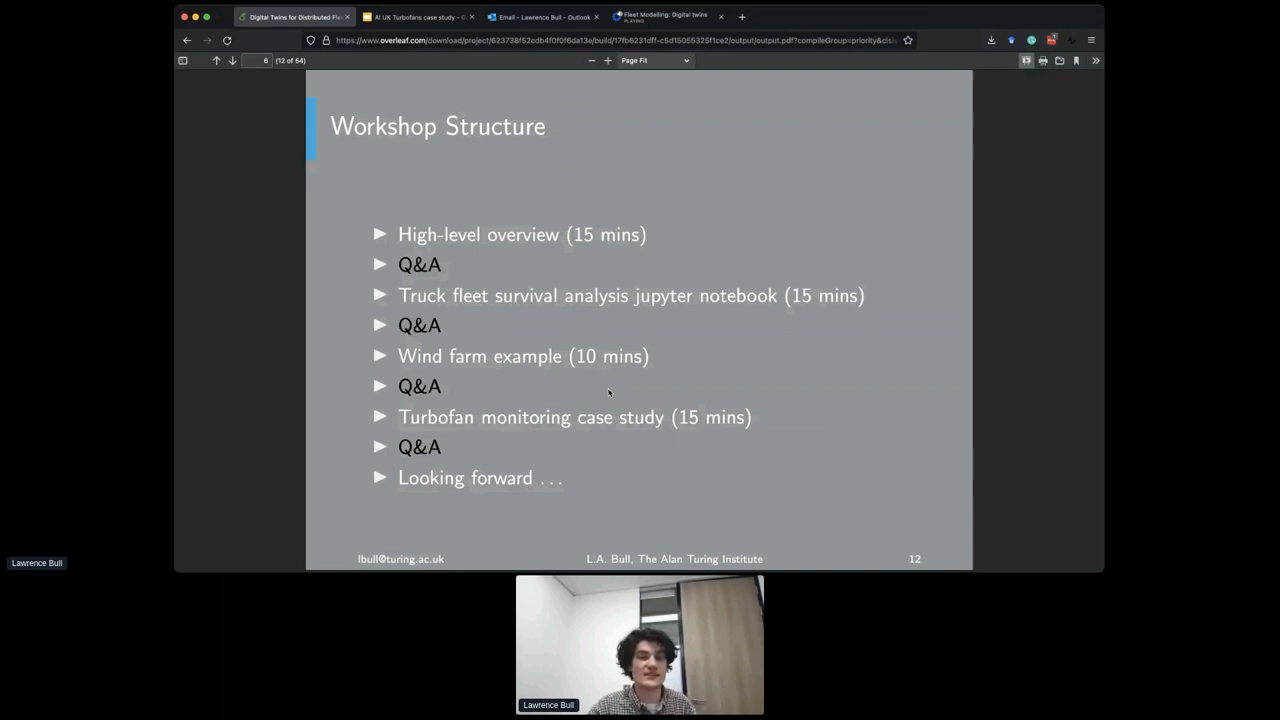 Digital Twins for Distributed Fle
AI UK Turbofans case study - G
Email – Lawrence Bull – Outlook
Fleet Modelling: Digital twins
PLAYING
https://www.overleaf.com/download/project/623738f52cdb4f0f0f6da13e/build/17fb6231dff-c5d15055325f1ce2/output/output.pdf?compileGroup=priority&clsi
6 (12 of 54)
Page Fit
Workshop Structure
High-level overview (15 mins)
Q&A
Truck fleet survival analysis jupyter notebook (15 mins)
Q&A
Wind farm example (10 mins)
Q&A
Turbofan monitoring case study (15 mins)
Q&A
Looking forward ...
lbull@turing.ac.uk
L.A. Bull, The Alan Turing Institute
12
Lawrence Bull
Lawrence Bull